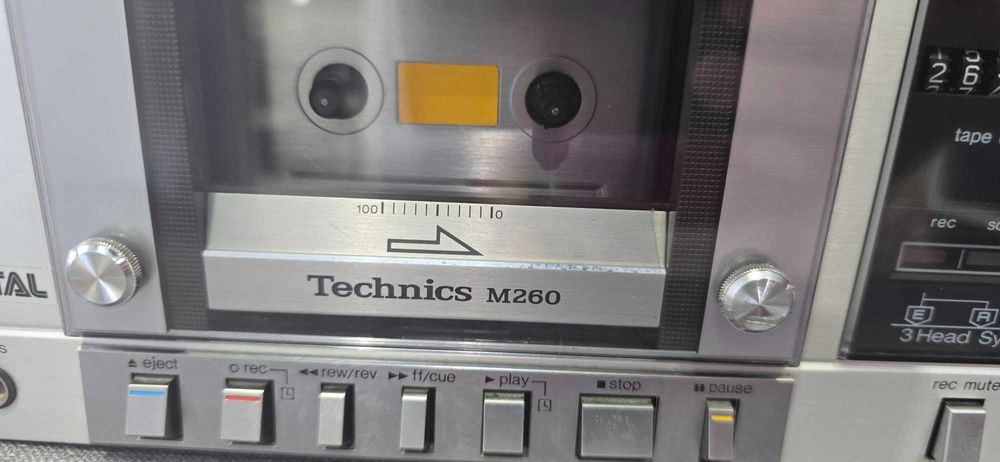 2 6
tape
100 0
rec
Technics M260
TAL
E R
3 Head Sy
eject
rec
rew/rev
ff/cue
play
stop
pause
rec mute